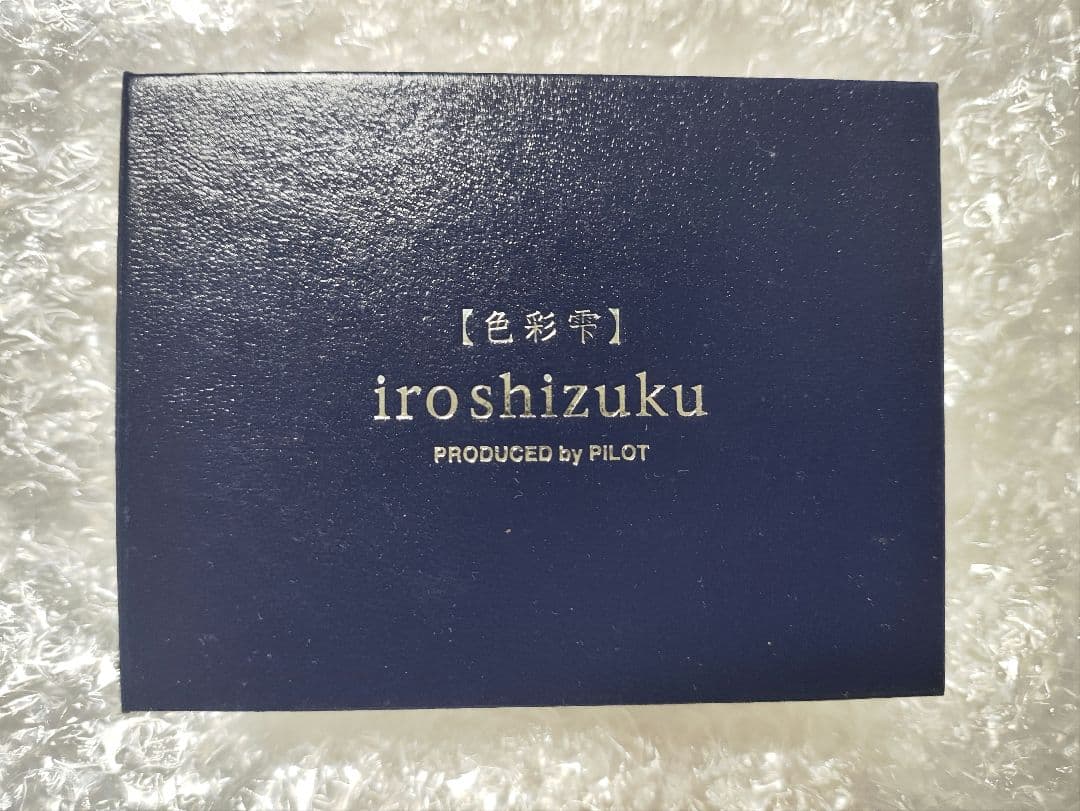 【色彩雫】
iroshizuku
PRODUCED by PILOT